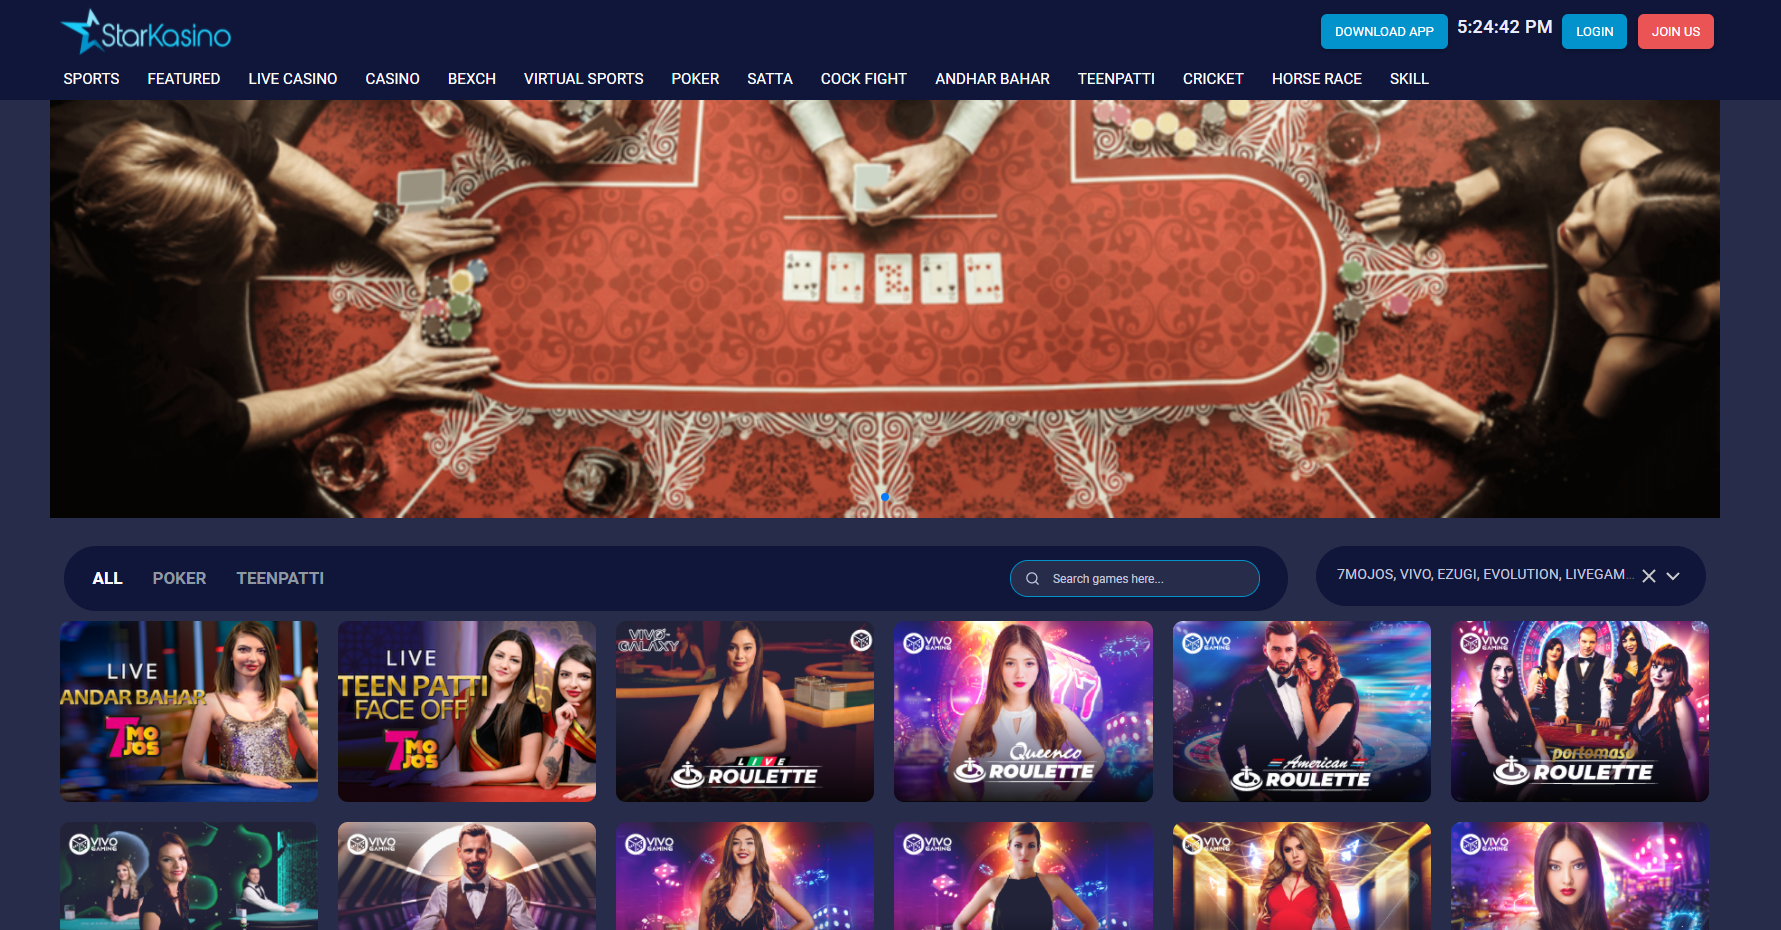 StarKasino
DOWNLOAD APP
5:24:42 PM
LOGIN
JOIN US
SPORTS
FEATURED
LIVE CASINO
CASINO
BEXCH
VIRTUAL SPORTS
POKER
SATTA
COCK FIGHT
ANDHAR BAHAR
TEENPATTI
CRICKET
HORSE RACE
SKILL
ALL
POKER
TEENPATTI
Search games here...
7MOJOS, VIVO, EZUGI, EVOLUTION, LIVEGAM...
LIVE
ANDAR BAHAR
7MOJOS
LIVE
TEEN PATTI
FACE OFF
7MOJOS
VIVO-
GALAXY
LIVE
ROULETTE
VIVO
GAMING
Queenco
ROULETTE
VIVO
GAMING
American
ROULETTE
VIVO
GAMING
portomaso
ROULETTE
VIVO
GAMING
VIVO
GAMING
VIVO
GAMING
VIVO
GAMING
VIVO
GAMING
VIVO
GAMING